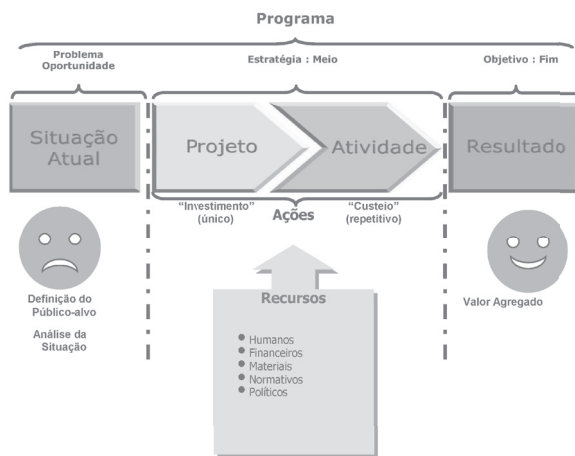 Programa
Problema
Oportunidade
Estratégia : Meio
Objetivo : Fim
Situação
Atual
Projeto
Atividade
Resultado
“Investimento”
(único)
Ações
“Custeio”
(repetitivo)
Definição do
Público-alvo
Análise da
Situação
Recursos
Humanos
Financeiros
Materiais
Normativos
Políticos
Valor Agregado